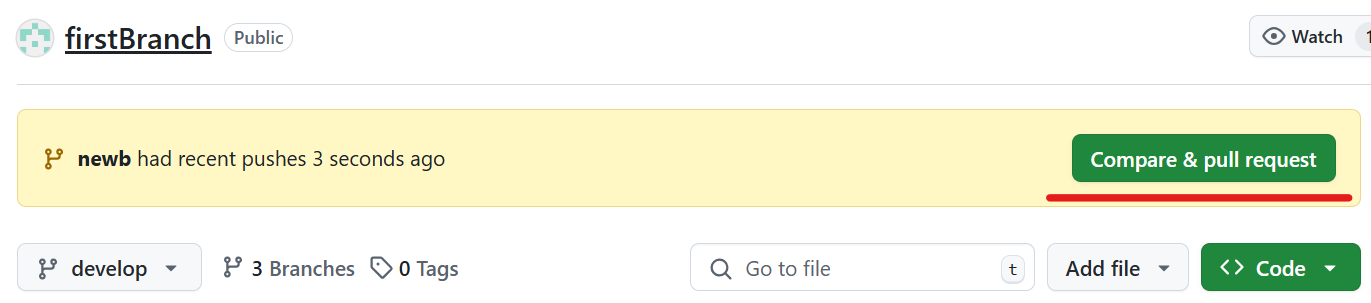 firstBranch Public Watch 1
newb had recent pushes 3 seconds ago Compare & pull request
develop 3 Branches 0 Tags Go to file t Add file Code